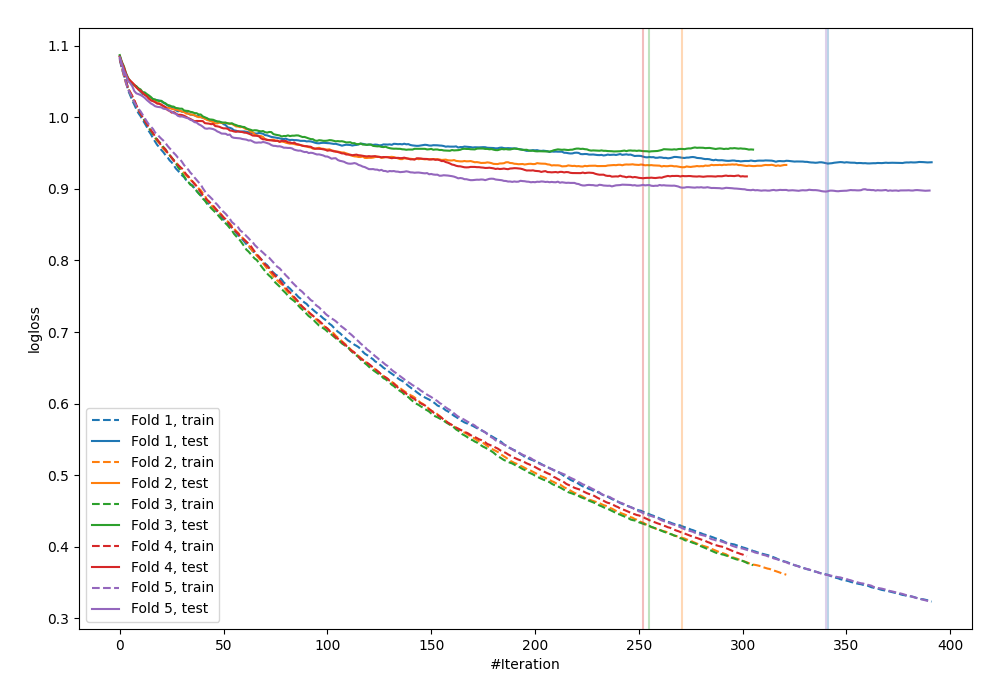 1.1
1.0
0.9
0.8
0.7
0.6
0.5
0.4
0.3
logloss
Fold 1, train
Fold 1, test
Fold 2, train
Fold 2, test
Fold 3, train
Fold 3, test
Fold 4, train
Fold 4, test
Fold 5, train
Fold 5, test
0 50 100 150 200 250 300 350 400
#Iteration